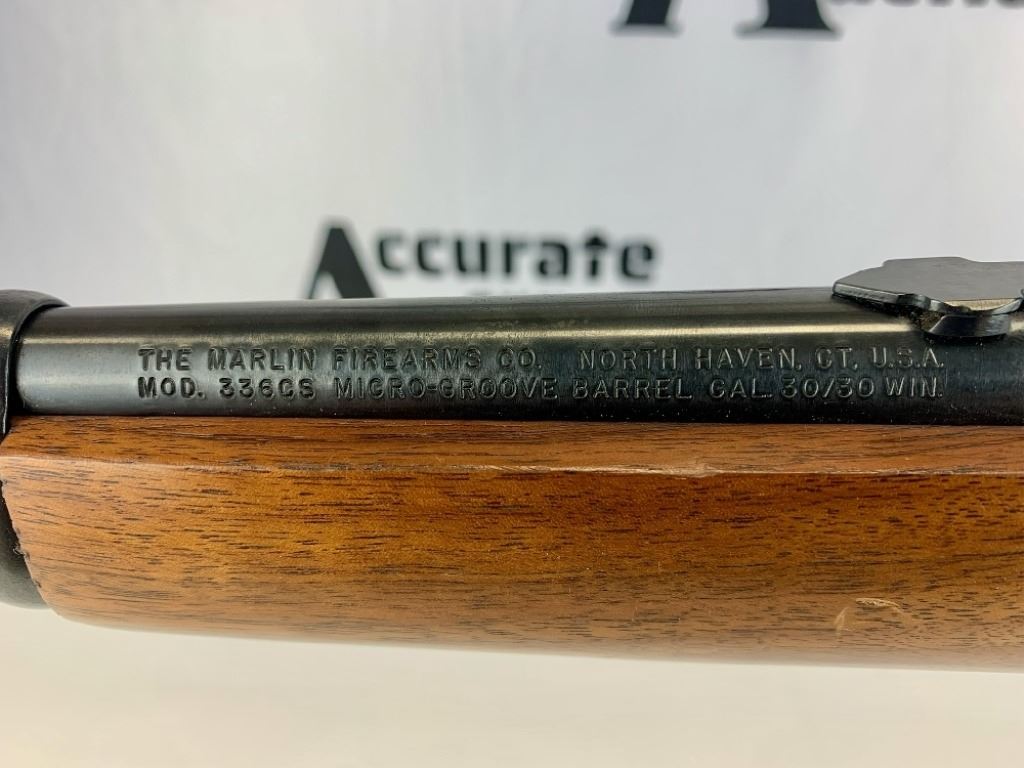 Accurate
THE MARLIN FIREARMS CO. NORTH HAVEN, CT. U.S.A.
MOD. 336CS MICRO-GROOVE BARREL CAL. 30/30 WIN.